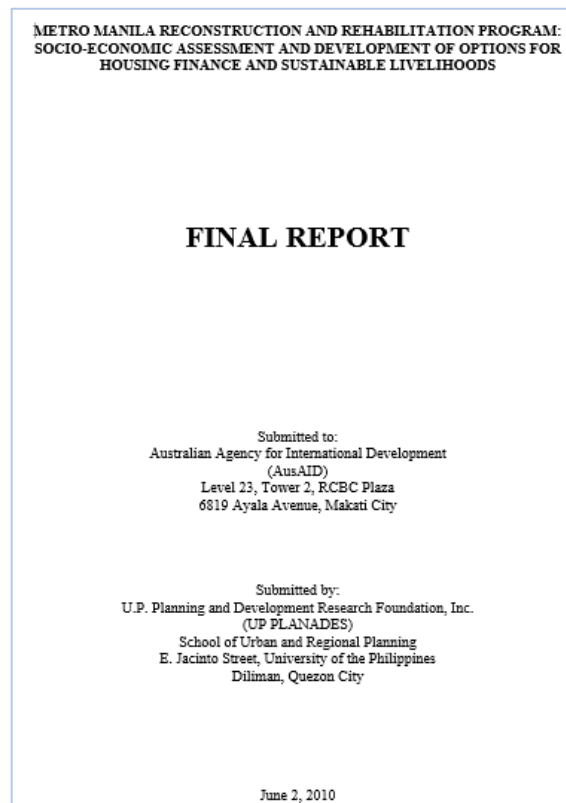 METRO MANILA RECONSTRUCTION AND REHABILITATION PROGRAM:
SOCIO-ECONOMIC ASSESSMENT AND DEVELOPMENT OF OPTIONS FOR
HOUSING FINANCE AND SUSTAINABLE LIVELIHOODS
FINAL REPORT
Submitted to:
Australian Agency for International Development
(AusAID)
Level 23, Tower 2, RCBC Plaza
6819 Ayala Avenue, Makati City
Submitted by:
U.P. Planning and Development Research Foundation, Inc.
(UP PLANADES)
School of Urban and Regional Planning
E. Jacinto Street, University of the Philippines
Diliman, Quezon City
June 2, 2010